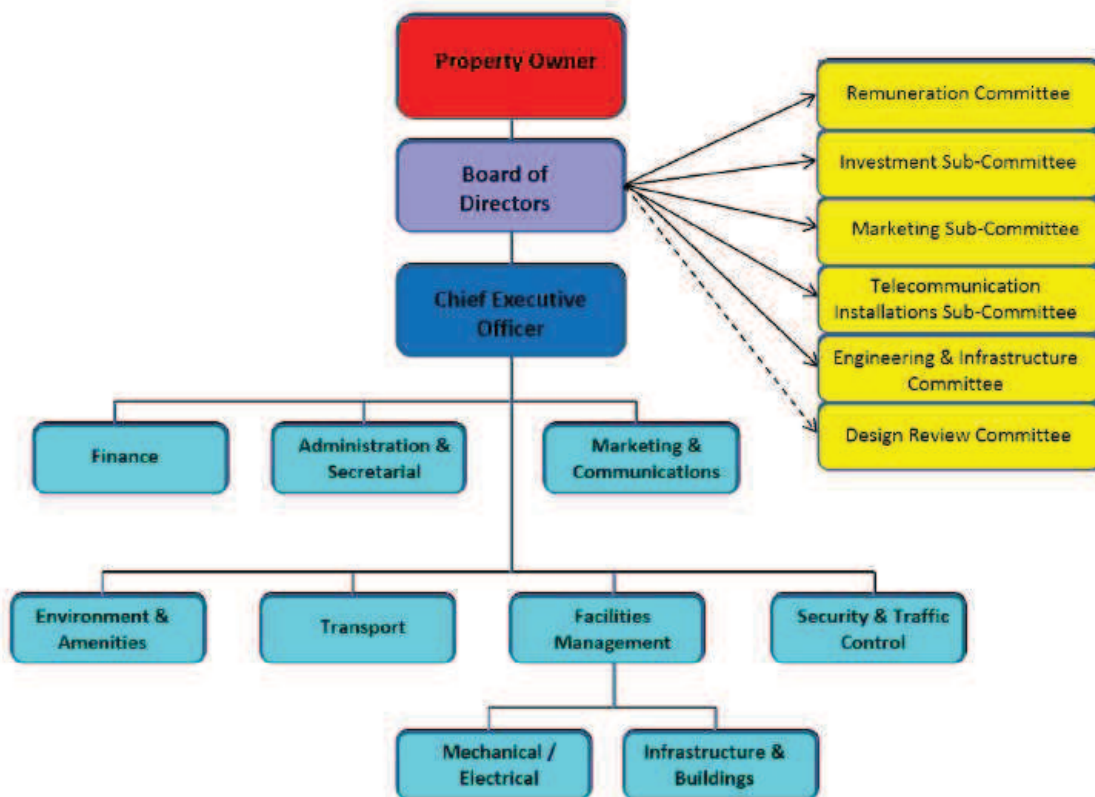 Property Owner
Board of
Directors
Chief Executive
Officer
Remuneration Committee
Investment Sub-Committee
Marketing Sub-Committee
Telecommunication
Installations Sub-Committee
Engineering & Infrastructure
Committee
Design Review Committee
Finance
Administration &
Secretarial
Marketing &
Communications
Environment &
Amenities
Transport
Facilities
Management
Security & Traffic
Control
Mechanical /
Electrical
Infrastructure &
Buildings